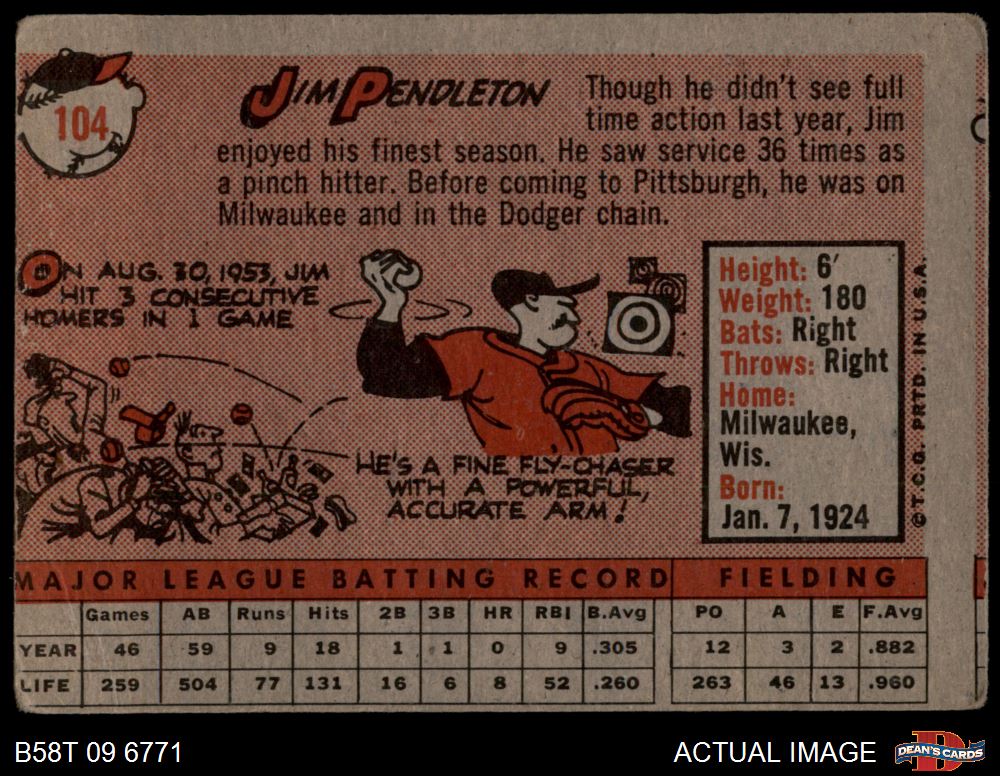 104
JIM PENDLETON
Though he didn't see full
time action last year, Jim
enjoyed his finest season. He saw service 36 times as
a pinch hitter. Before coming to Pittsburgh, he was on
Milwaukee and in the Dodger chain.
ON AUG. 30, 1953, JIM
HIT 3 CONSECUTIVE
HOMERS IN 1 GAME
HE'S A FINE FLY-CHASER
WITH A POWERFUL,
ACCURATE ARM!
Height: 6'
Weight: 180
Bats: Right
Throws: Right
Home:
Milwaukee,
Wis.
Born:
Jan. 7, 1924
© T.C.G. PRTD. IN U.S.A.
MAJOR LEAGUE BATTING RECORD FIELDING
Games AB Runs Hits 2B 3B HR RBI B.Avg PO A E F.Avg
YEAR 46 59 9 18 1 1 0 9 .305 12 3 2 .882
LIFE 259 504 77 131 16 6 8 52 .260 263 46 13 .960
B58T 09 6771
ACTUAL IMAGE
DEAN'S CARDS